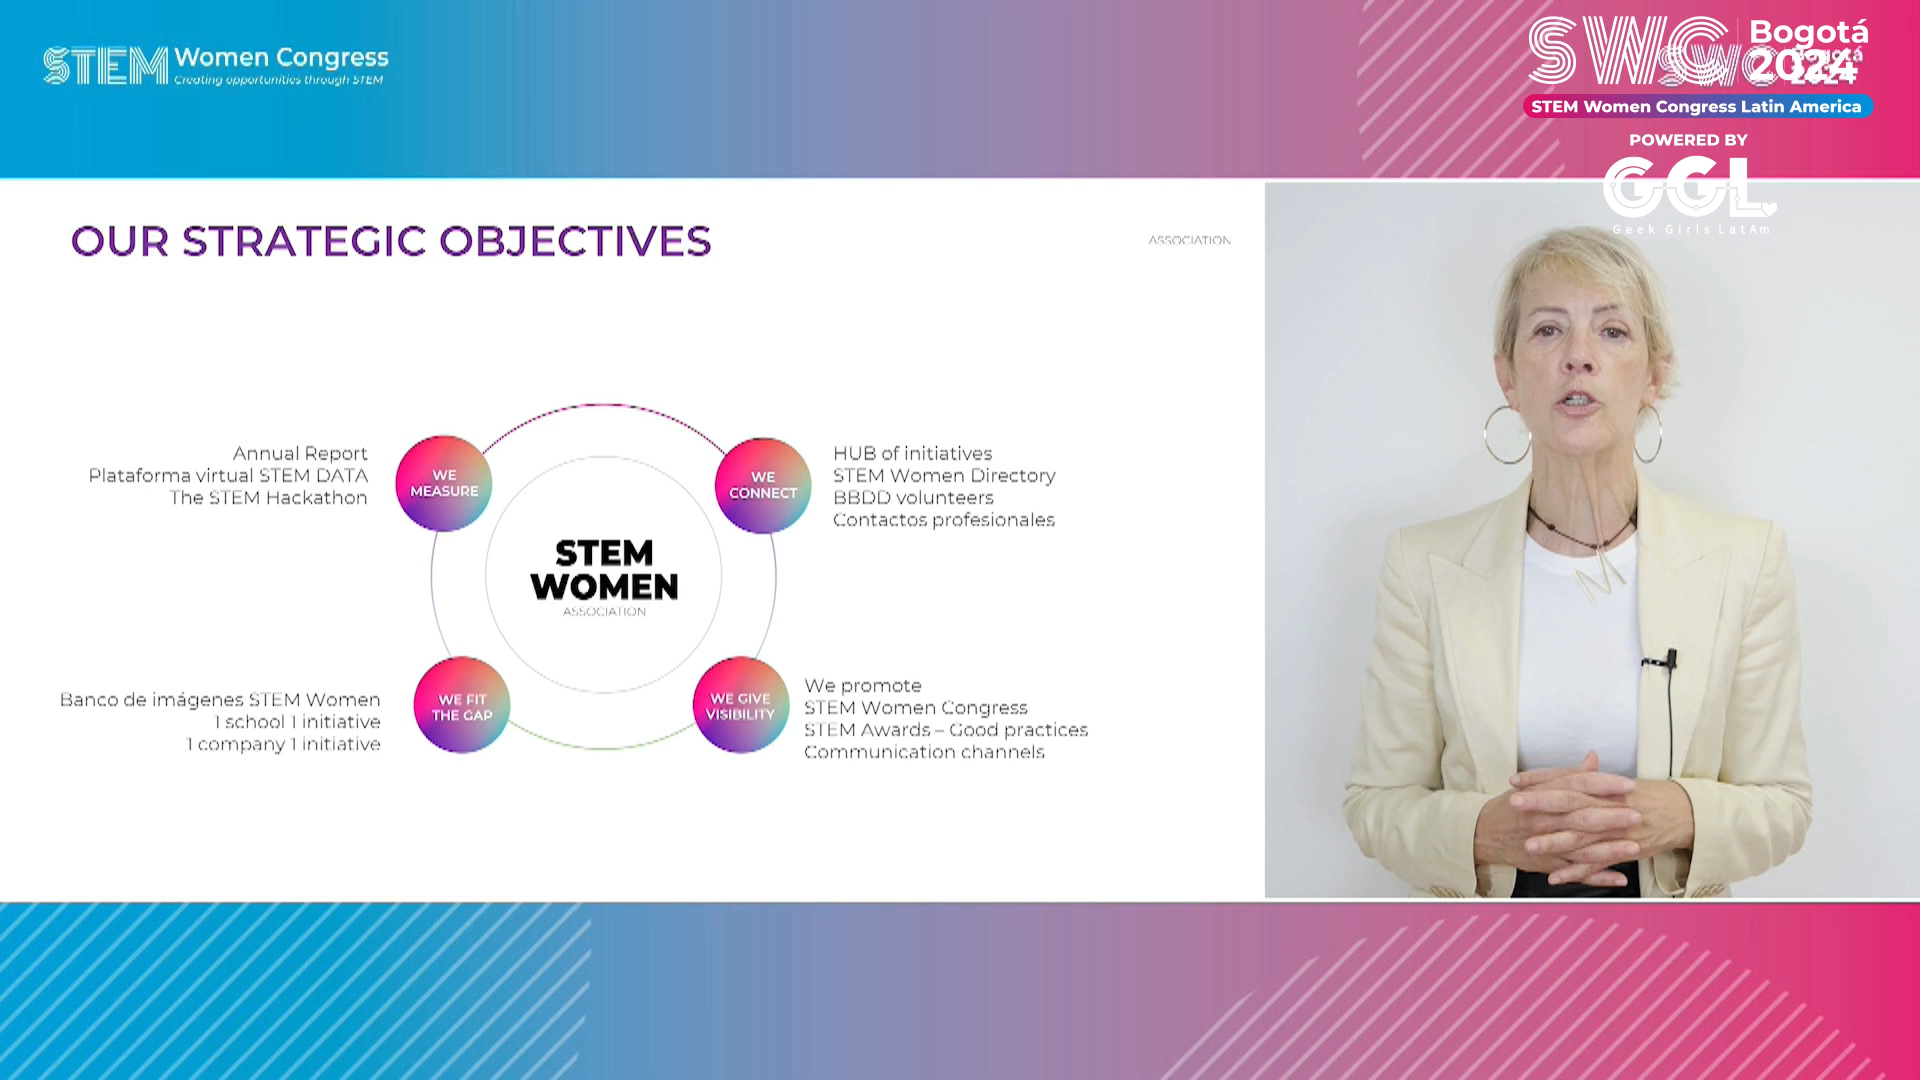 STEM Women Congress
Creating opportunities through STEM
SWC Bogotá
2024
STEM Women Congress Latin America
POWERED BY
GGL
Geek Girls LatAm
OUR STRATEGIC OBJECTIVES
ASSOCIATION
Annual Report
Plataforma virtual STEM DATA
The STEM Hackathon
WE
MEASURE
WE
CONNECT
HUB of initiatives
STEM Women Directory
BBDD volunteers
Contactos profesionales
STEM
WOMEN
ASSOCIATION
Banco de imágenes STEM Women
1 school 1 initiative
1 company 1 initiative
WE FIT
THE GAP
WE GIVE
VISIBILITY
We promote
STEM Women Congress
STEM Awards – Good practices
Communication channels